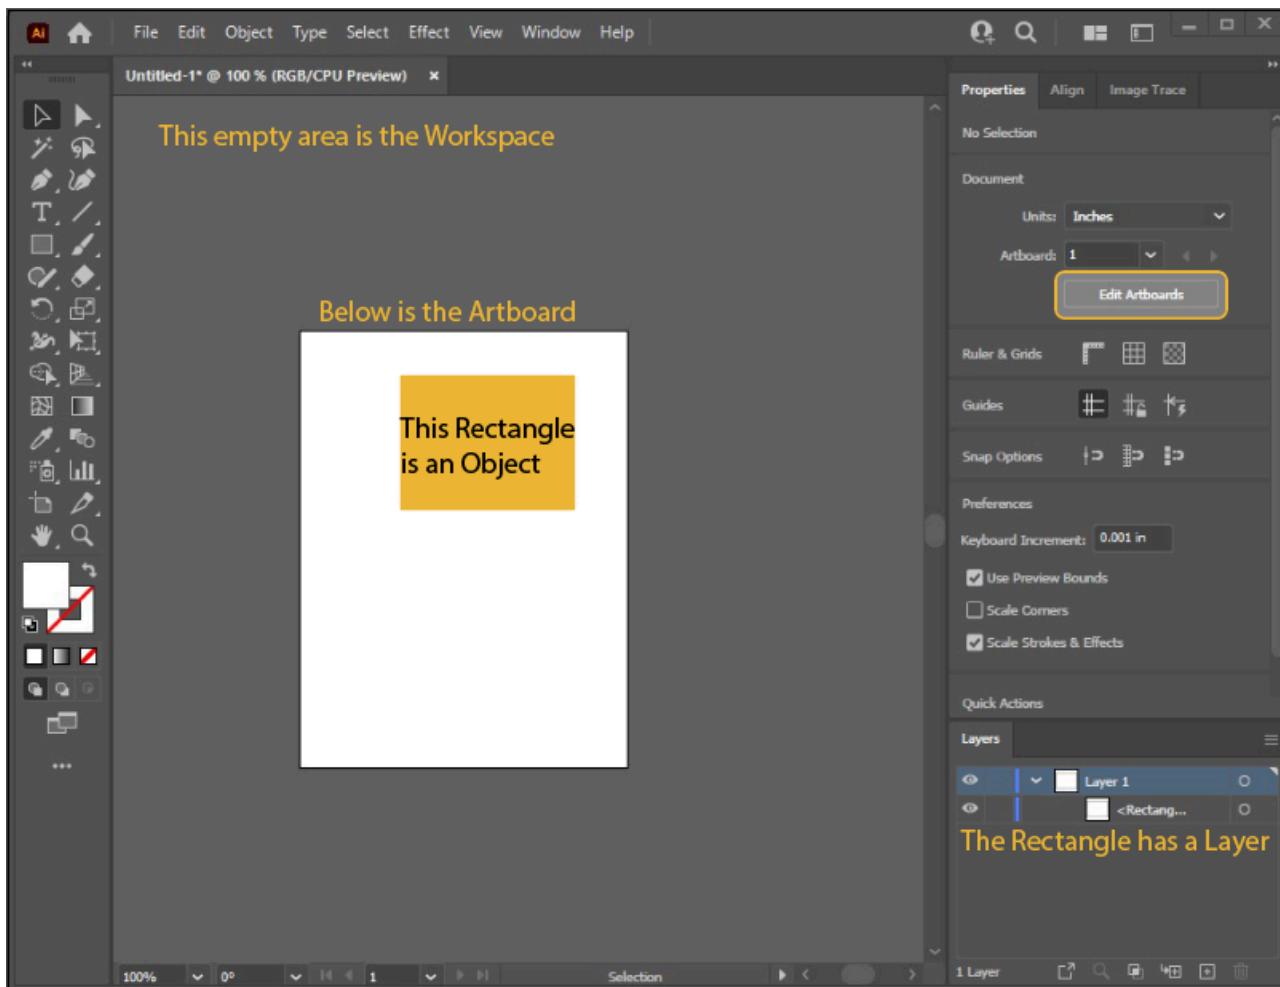 Ai File Edit Object Type Select Effect View Window Help
Untitled-1* @ 100 % (RGB/CPU Preview) ×
Properties Align Image Trace
No Selection
This empty area is the Workspace
Document
Units: Inches
Artboard: 1
Edit Artboards
Below is the Artboard
Ruler & Grids
This Rectangle
is an Object
Guides
Snap Options
Preferences
Keyboard Increment: 0.001 in
Use Preview Bounds
Scale Corners
Scale Strokes & Effects
Quick Actions
Layers
Layer 1
<Rectang...
The Rectangle has a Layer
100% 0° 1 Selection
1 Layer